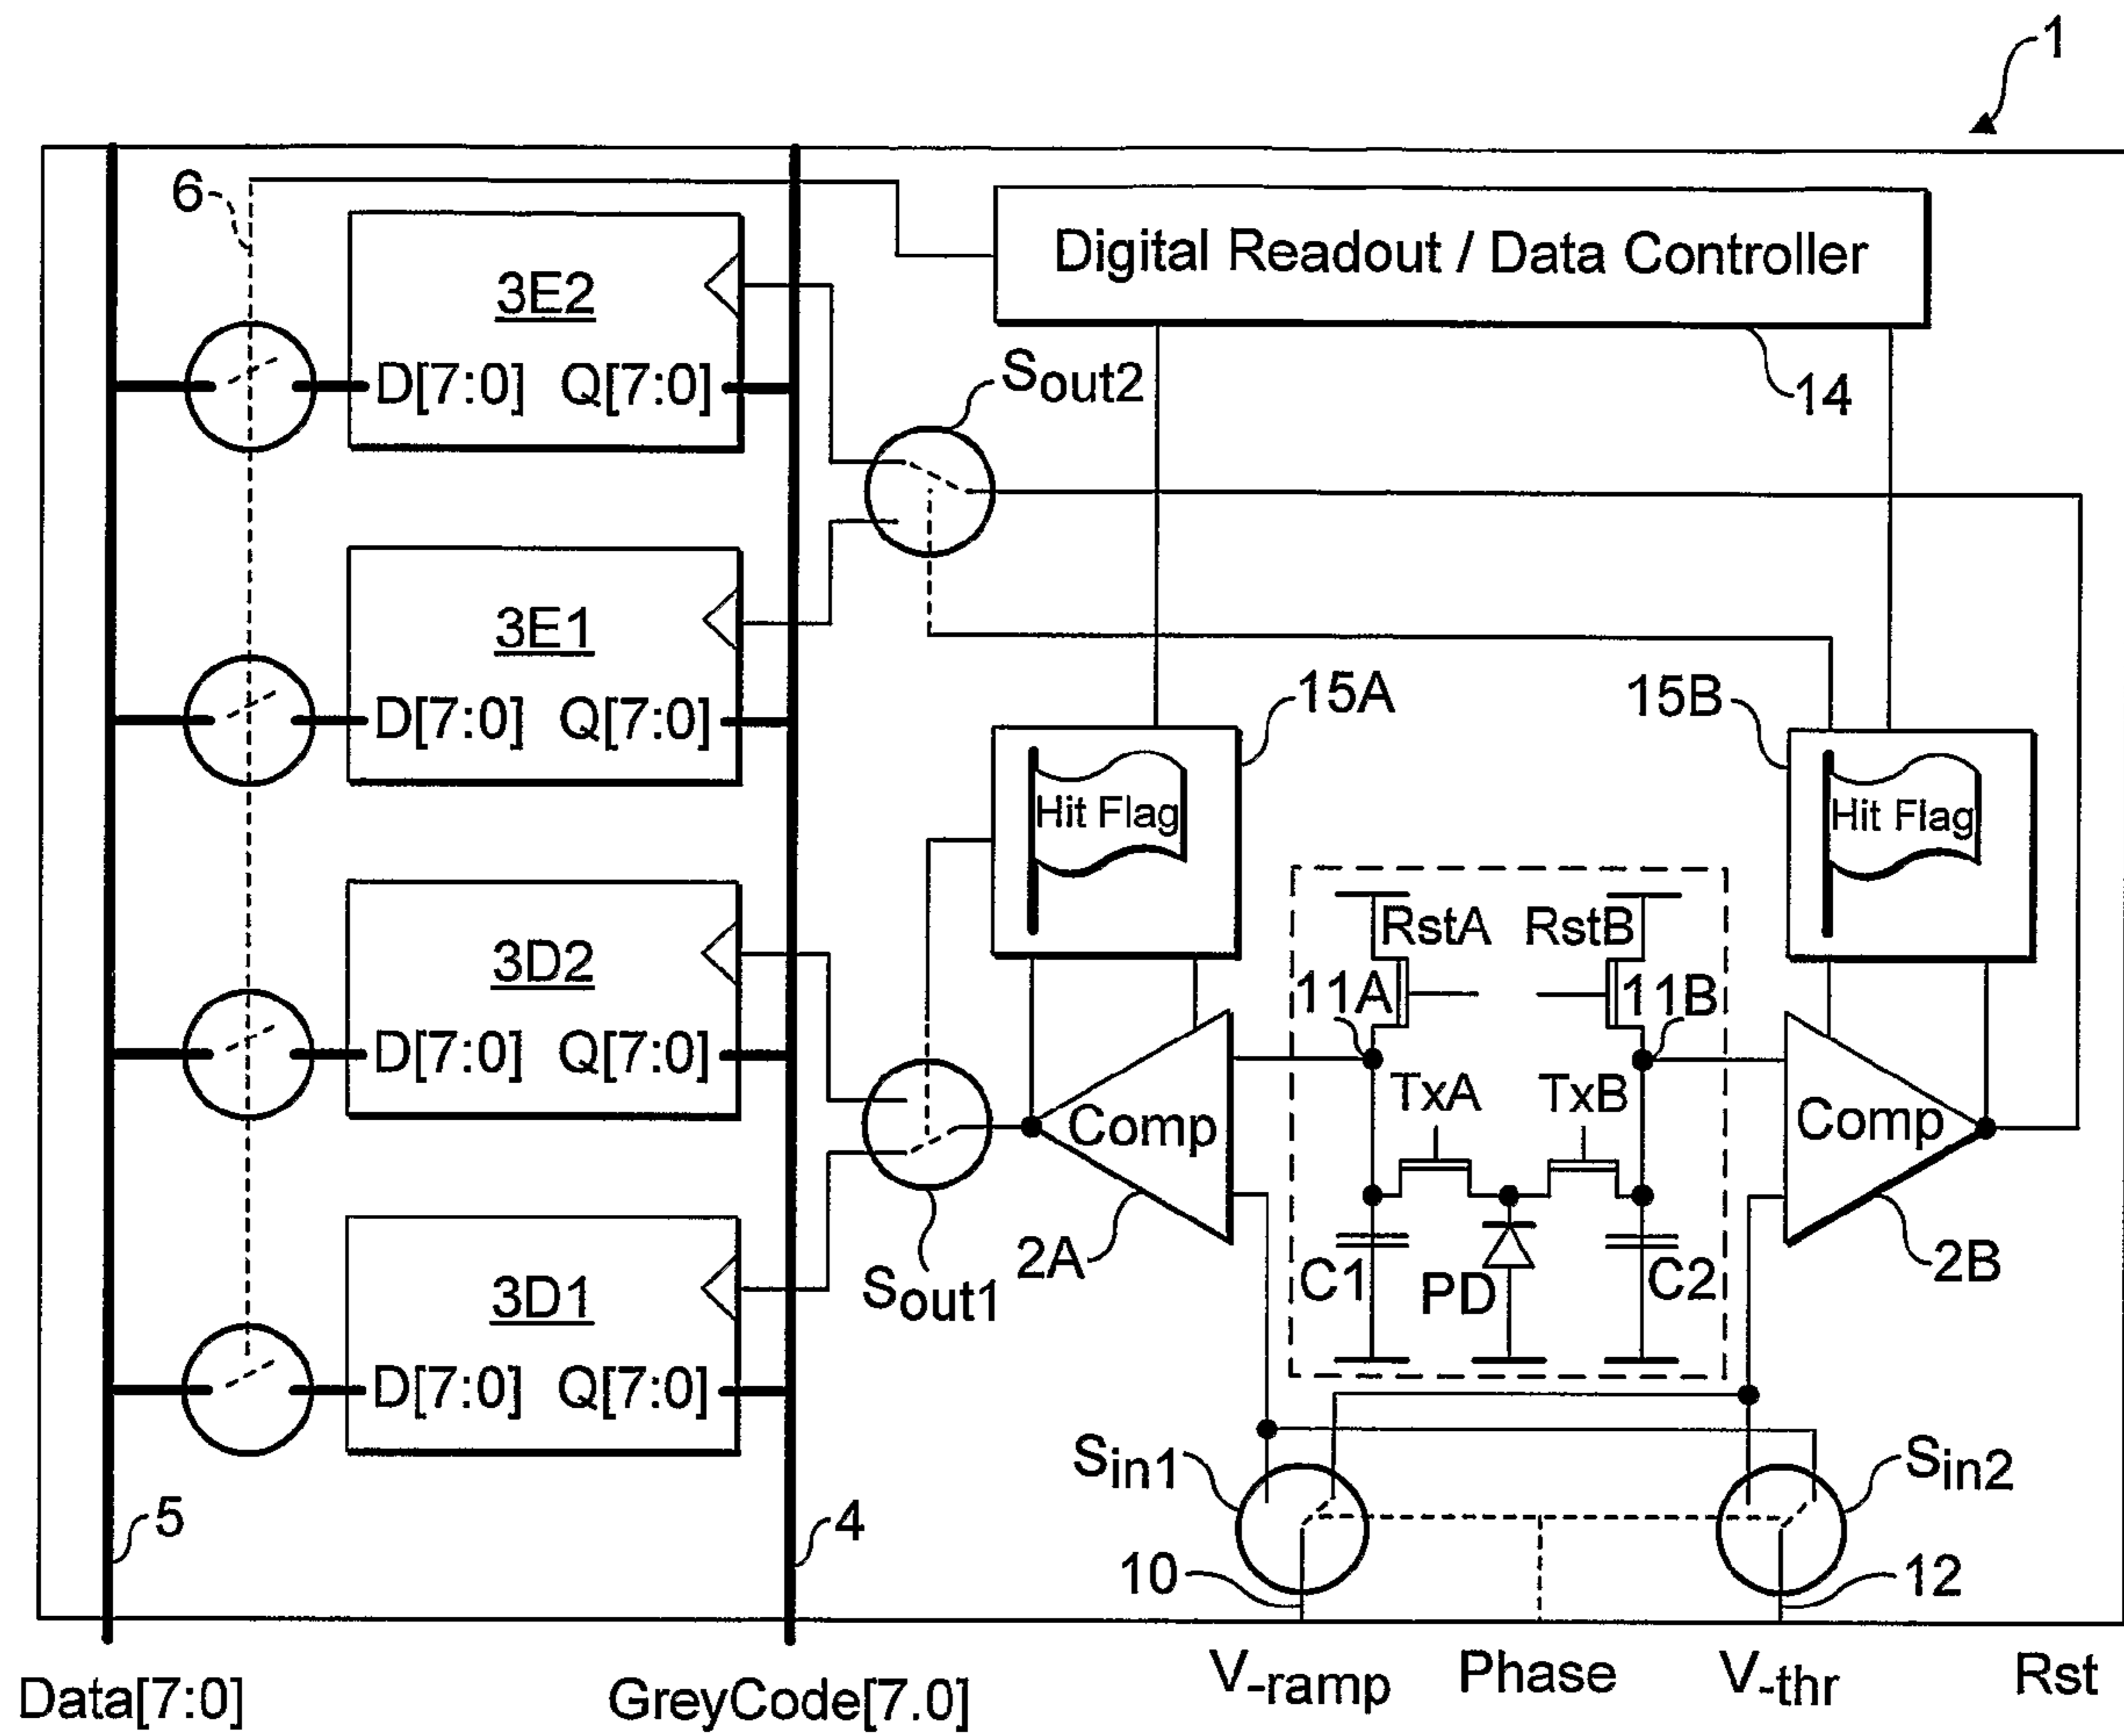 1
6
Digital Readout / Data Controller
3E2
D[7:0] Q[7:0]
Sout2
14
3E1
D[7:0] Q[7:0]
15A
15B
Hit Flag
Hit Flag
RstA RstB
3D2
11A
11B
D[7:0] Q[7:0]
TxA TxB
Comp
Comp
2A
2B
Sout1
C1
PD
C2
3D1
D[7:0] Q[7:0]
Sin1
Sin2
5
4
10
12
V-ramp
Phase
V-thr
Rst
Data[7:0]
GreyCode[7.0]